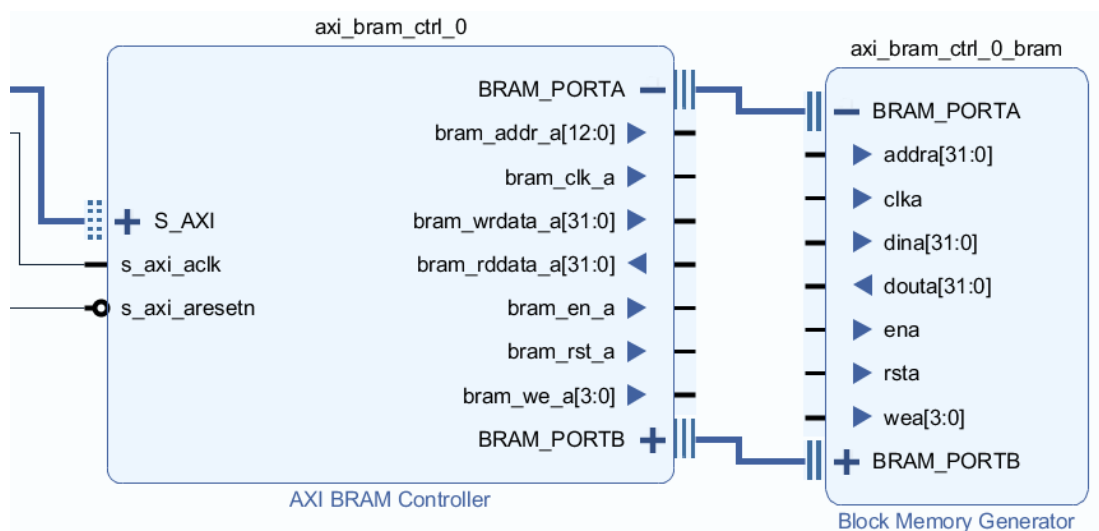 axi_bram_ctrl_0
S_AXI
s_axi_aclk
s_axi_aresetn
BRAM_PORTA
bram_addr_a[12:0]
bram_clk_a
bram_wrdata_a[31:0]
bram_rddata_a[31:0]
bram_en_a
bram_rst_a
bram_we_a[3:0]
BRAM_PORTB
AXI BRAM Controller
axi_bram_ctrl_0_bram
BRAM_PORTA
addra[31:0]
clka
dina[31:0]
douta[31:0]
ena
rsta
wea[3:0]
BRAM_PORTB
Block Memory Generator